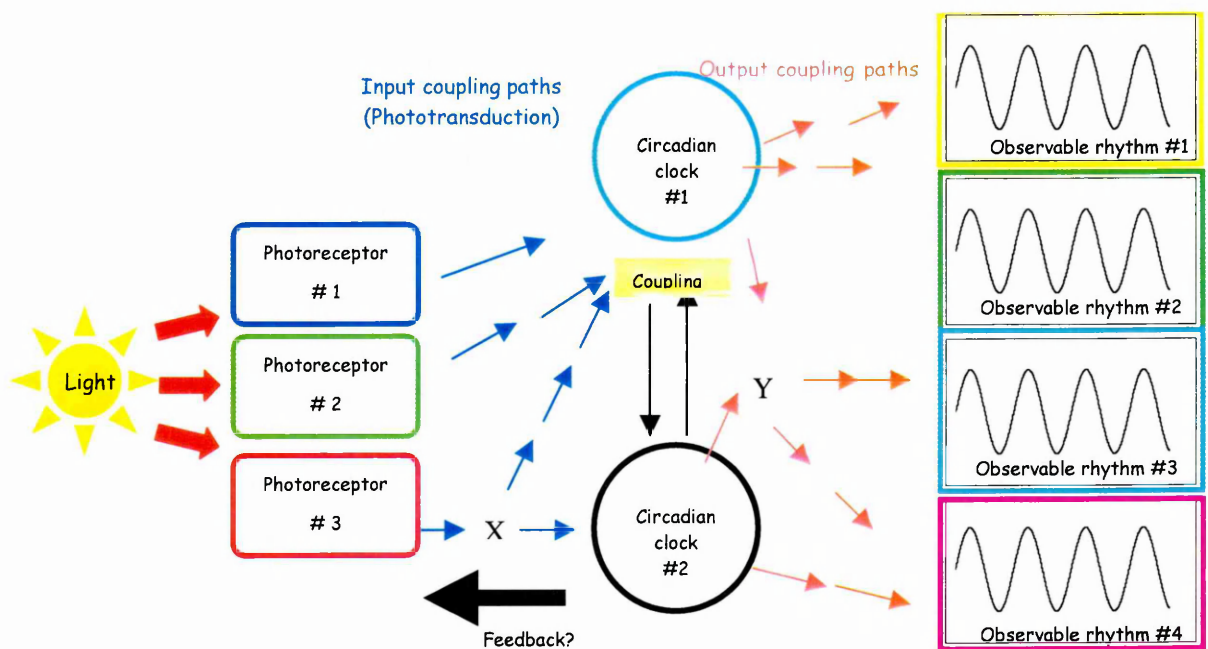 Input coupling paths
(Phototransduction)
Output coupling paths
Circadian
clock
#1
Observable rhythm #1
Photoreceptor
# 1
Coupling
Observable rhythm #2
Light
Photoreceptor
# 2
Y
Observable rhythm #3
Photoreceptor
# 3
X
Circadian
clock
#2
Feedback?
Observable rhythm #4